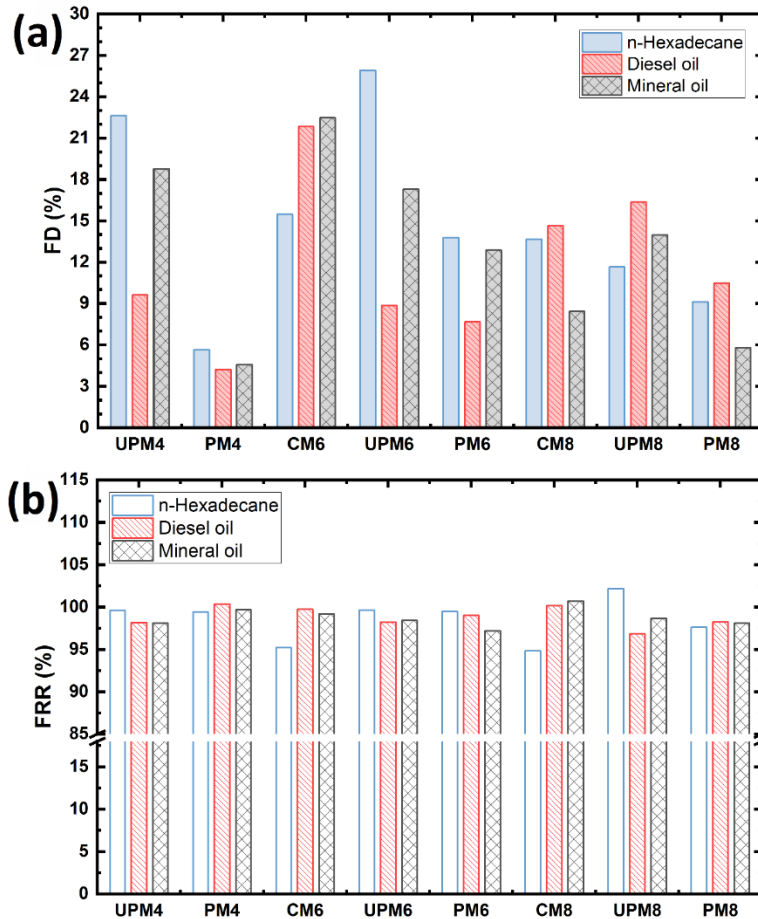 (a)
30
27
24
21
18
15
12
9
6
3
0
FD (%)
n-Hexadecane
Diesel oil
Mineral oil
UPM4 PM4 CM6 UPM6 PM6 CM8 UPM8 PM8
(b)
115
110
105
100
95
90
85
15
10
5
0
FRR (%)
n-Hexadecane
Diesel oil
Mineral oil
UPM4 PM4 CM6 UPM6 PM6 CM8 UPM8 PM8